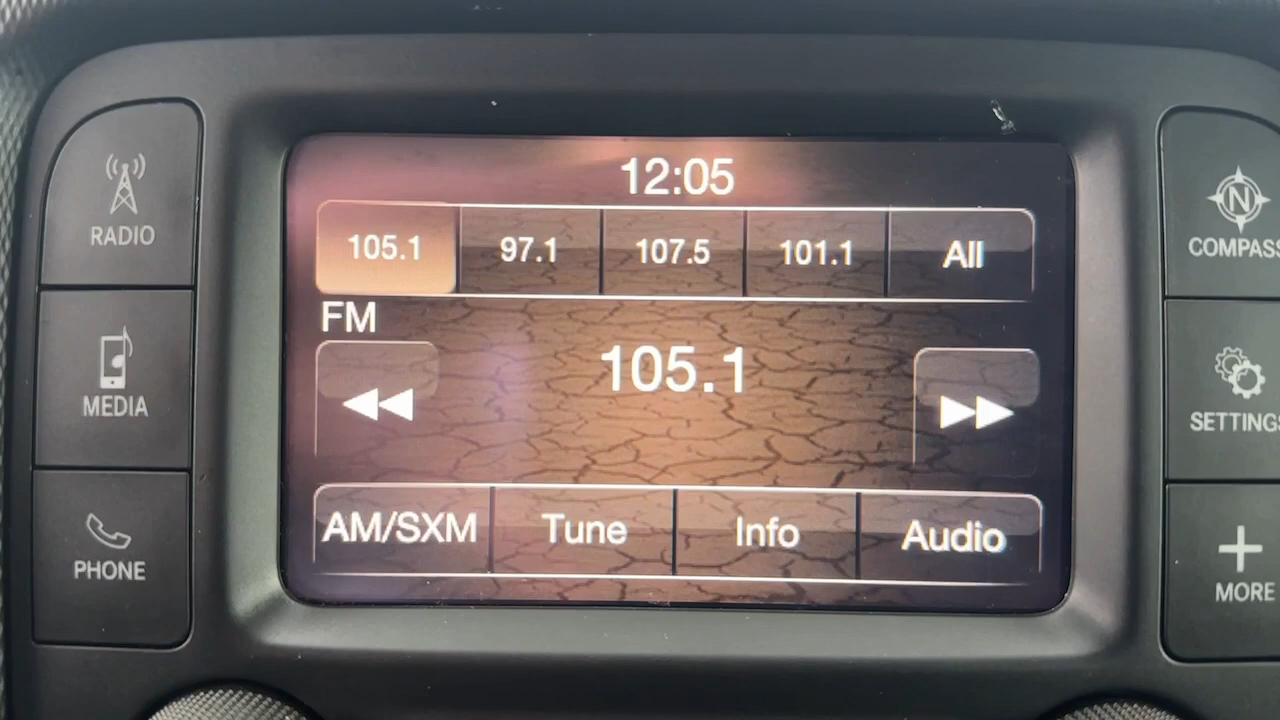 12:05
105.1 97.1 107.5 101.1 All
FM
105.1
AM/SXM Tune Info Audio
RADIO
MEDIA
PHONE
N
COMPASS
SETTINGS
MORE